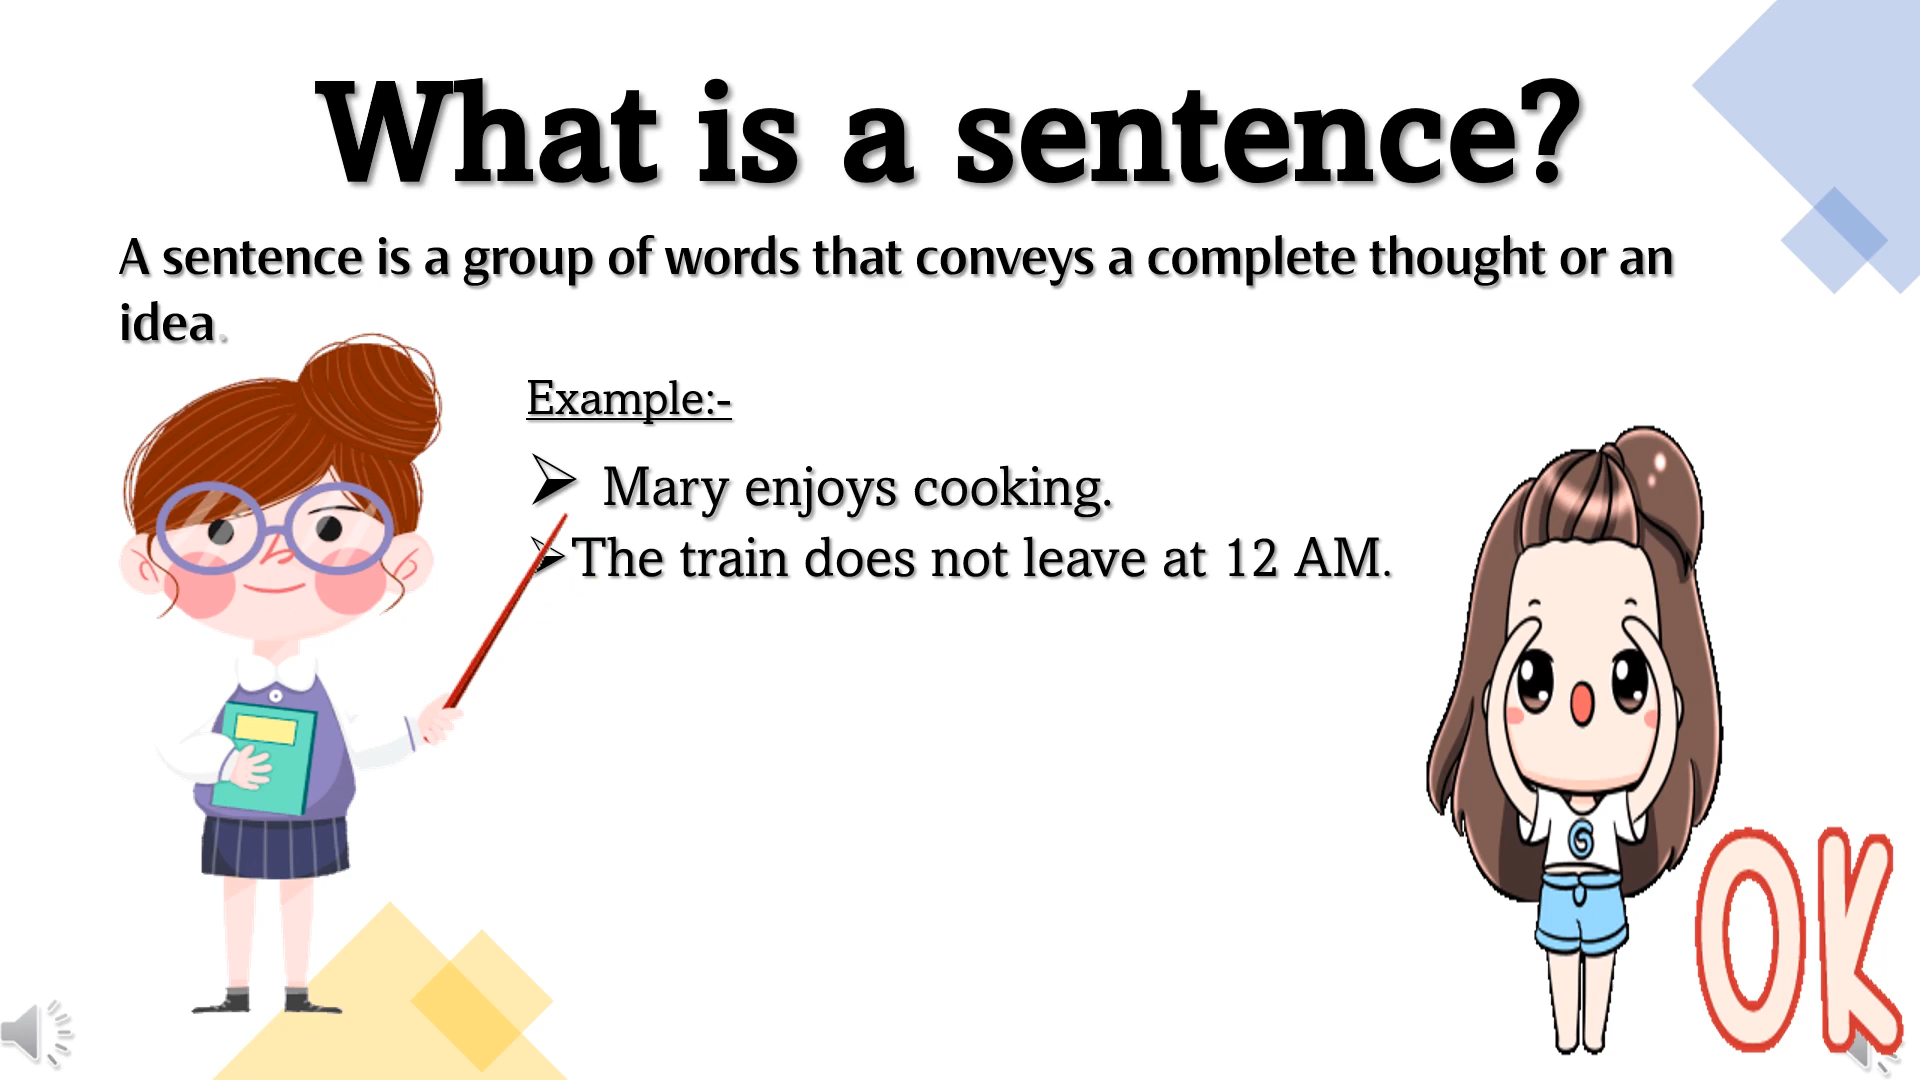 What is a sentence?
A sentence is a group of words that conveys a complete thought or an
idea.
Example:-
➢ Mary enjoys cooking.
➢The train does not leave at 12 AM.
G
OK